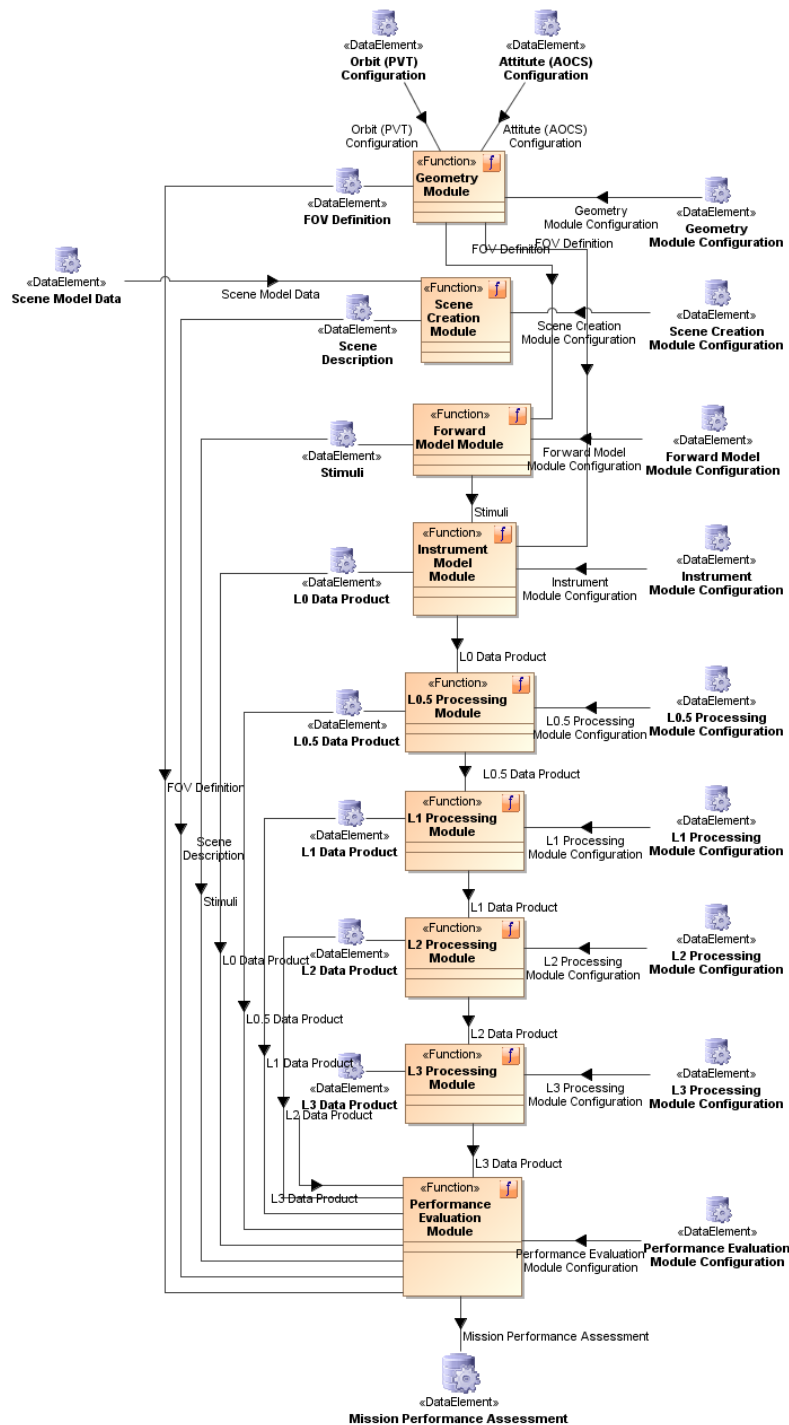 «DataElement»
Orbit (PVT)
Configuration
«DataElement»
Attitute (AOCS)
Configuration
Orbit (PVT)
Configuration
Attitute (AOCS)
Configuration
«Function»
Geometry
Module
«DataElement»
FOV Definition
Geometry
Module Configuration
«DataElement»
Geometry
Module Configuration
FOV Definition
FOV Definition
«DataElement»
Scene Model Data
Scene Model Data
«Function»
Scene
Creation
Module
«DataElement»
Scene
Description
Scene Creation
Module Configuration
«DataElement»
Scene Creation
Module Configuration
«Function»
Forward
Model Module
«DataElement»
Stimuli
Forward Model
Module Configuration
«DataElement»
Forward Model
Module Configuration
Stimuli
«Function»
Instrument
Model
Module
«DataElement»
L0 Data Product
Instrument
Module Configuration
«DataElement»
Instrument
Module Configuration
L0 Data Product
«Function»
L0.5 Processing
Module
«DataElement»
L0.5 Data Product
L0.5 Processing
Module Configuration
«DataElement»
L0.5 Processing
Module Configuration
L0.5 Data Product
FOV Definition
«Function»
L1 Processing
Module
«DataElement»
L1 Data Product
L1 Processing
Module Configuration
«DataElement»
L1 Processing
Module Configuration
Scene
Description
Stimuli
L1 Data Product
«Function»
L2 Processing
Module
«DataElement»
L2 Data Product
L2 Processing
Module Configuration
«DataElement»
L2 Processing
Module Configuration
L0 Data Product
L0.5 Data Product
L2 Data Product
«Function»
L3 Processing
Module
L1 Data Product
«DataElement»
L3 Data Product
L3 Processing
Module Configuration
«DataElement»
L3 Processing
Module Configuration
L2 Data Product
L3 Data Product
L3 Data Product
«Function»
Performance
Evaluation
Module
Performance Evaluation
Module Configuration
«DataElement»
Performance Evaluation
Module Configuration
Mission Performance Assessment
«DataElement»
Mission Performance Assessment